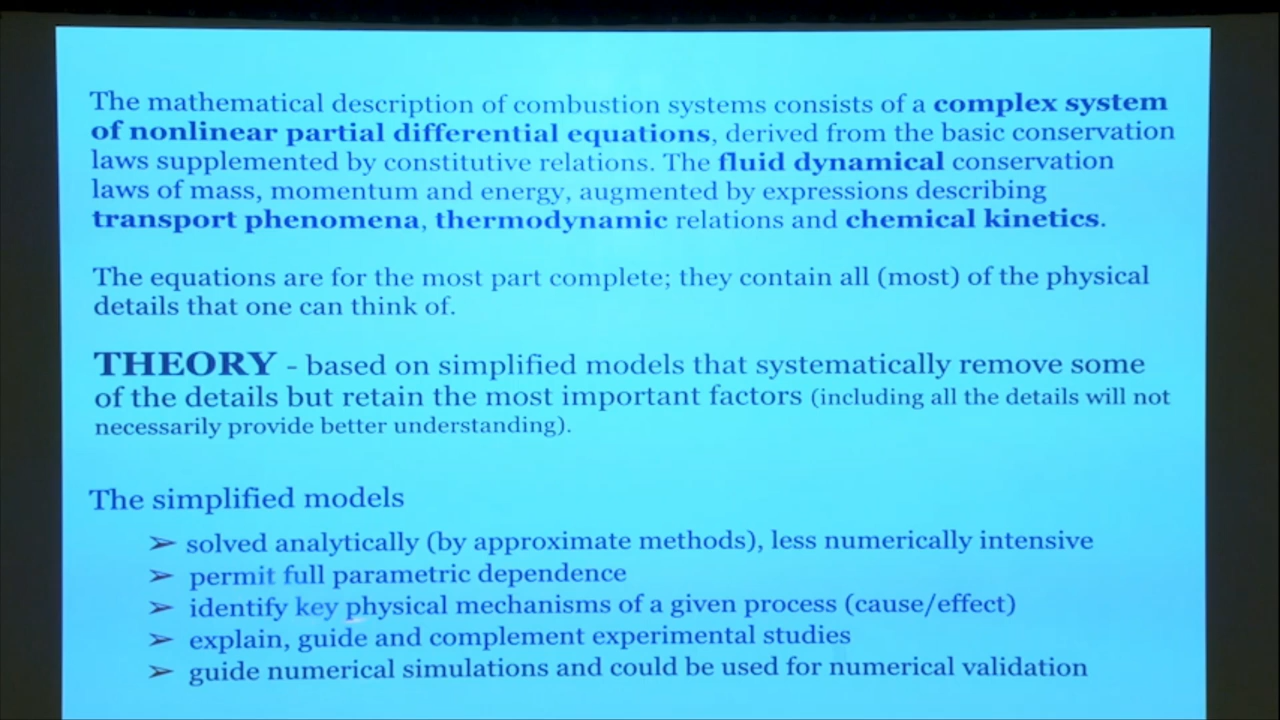 The mathematical description of combustion systems consists of a complex system
of nonlinear partial differential equations, derived from the basic conservation
laws supplemented by constitutive relations. The fluid dynamical conservation
laws of mass, momentum and energy, augmented by expressions describing
transport phenomena, thermodynamic relations and chemical kinetics.
The equations are for the most part complete; they contain all (most) of the physical
details that one can think of.
THEORY - based on simplified models that systematically remove some
of the details but retain the most important factors (including all the details will not
necessarily provide better understanding).
The simplified models
➢ solved analytically (by approximate methods), less numerically intensive
➢ permit full parametric dependence
➢ identify key physical mechanisms of a given process (cause/effect)
➢ explain, guide and complement experimental studies
➢ guide numerical simulations and could be used for numerical validation